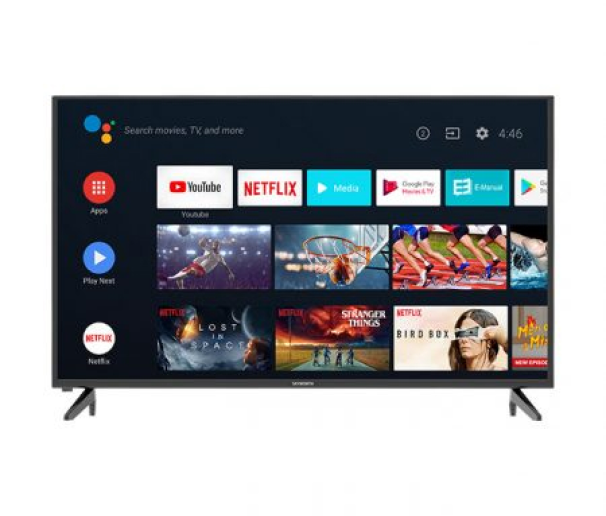 Search movies, TV, and more
2
4:46
YouTube
NETFLIX
Media
Google Play
Movies & TV
E-Manual
Apps
Youtube
Play Next
NETFLIX
Netflix
NETFLIX
LOST
IN
SPACE
NETFLIX
STRANGER
THINGS
NETFLIX
BIRD BOX
NEW EPISODE